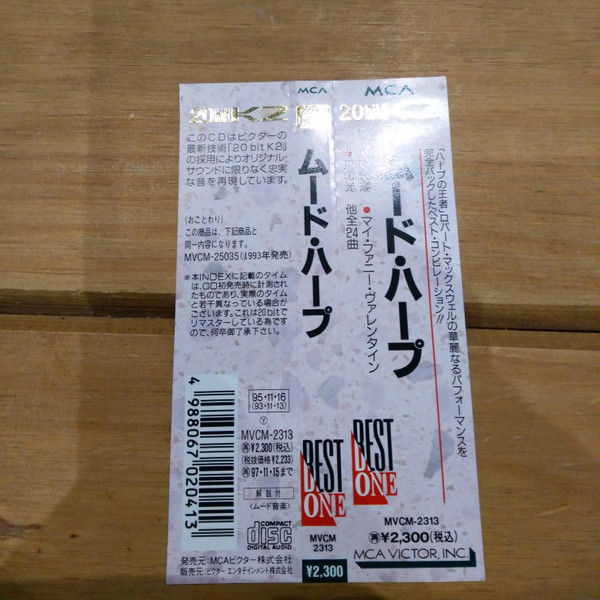 20bit K2
このCDはビクターの
最新技術「20 bit K2」
の採用によりオリジナル・
サウンドに限りなく忠実
な音を再現しています。
(おことわり)
この商品は、下記商品と
同一内容になります。
MVCM-25035(1993年発売)
※本INDEXに記載のタイム
は、CD初発売時に計測され
たものであり、実際のタイム
と若干異なっている場合が
ございます。これは20bitで
リマスターしている為です
ので、何卒御了承下さい。
4988067020413
95・11・16
(93・11・13)
Y
MVCM-2313
再¥2,300(税込)
(税抜価格¥2,233)
再97・11・15まで
解説付
〈ムード音楽〉
COMPACT
disc
DIGITAL AUDIO
発売元:MCAビクター株式会社
販売元:ビクター エンタテインメント株式会社
MCA
ムード・ハープ
BEST
ONE
MVCM
2313
¥2,300
MCA
20bit K2
「ハープの王者」ロバート・マックスウェルの華麗なるパフォーマンスを
完全パックしたベスト・コンピレーション!!
ード・ハープ
●マイ・ファニー・ヴァレンタイン
光 他全24曲
BEST
ONE
MVCM-2313
再¥2,300(税込)
MCA VICTOR, INC.